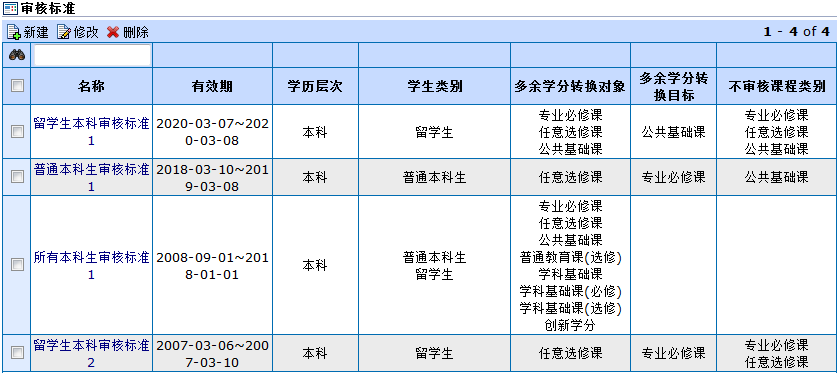 审核标准
新建 修改 删除 1 - 4 of 4
名称 有效期 学历层次 学生类别 多余学分转换对象 多余学分转换目标 不审核课程类别
留学生本科审核标准1 2020-03-07~2020-03-08 本科 留学生 专业必修课 任意选修课 公共基础课 公共基础课 专业必修课 任意选修课 公共基础课
普通本科生审核标准1 2018-03-10~2019-03-08 本科 普通本科生 任意选修课 专业必修课 公共基础课
所有本科生审核标准1 2008-09-01~2018-01-01 本科 普通本科生 留学生 专业必修课 任意选修课 公共基础课 普通教育课(选修) 学科基础课 学科基础课(必修) 学科基础课(选修) 创新学分
留学生本科审核标准2 2007-03-06~2007-03-10 本科 留学生 任意选修课 专业必修课 专业必修课 任意选修课